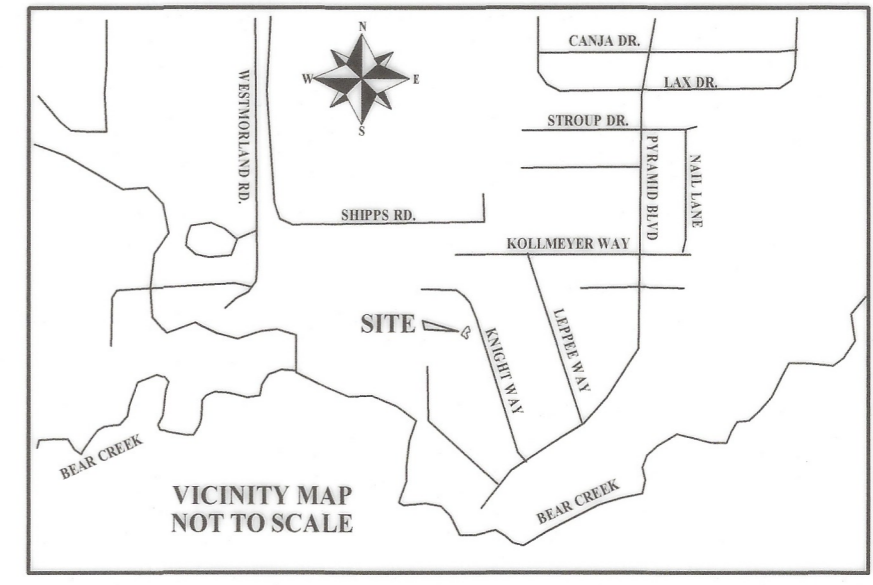 N
W
E
S
CANJA DR.
LAX DR.
STROUP DR.
WESTMORLAND RD.
PYRAMID BLVD
NAIL LANE
SHIPPS RD.
KOLLMEYER WAY
SITE
KNIGHT WAY
LEPPEE WAY
BEAR CREEK
VICINITY MAP
NOT TO SCALE
BEAR CREEK